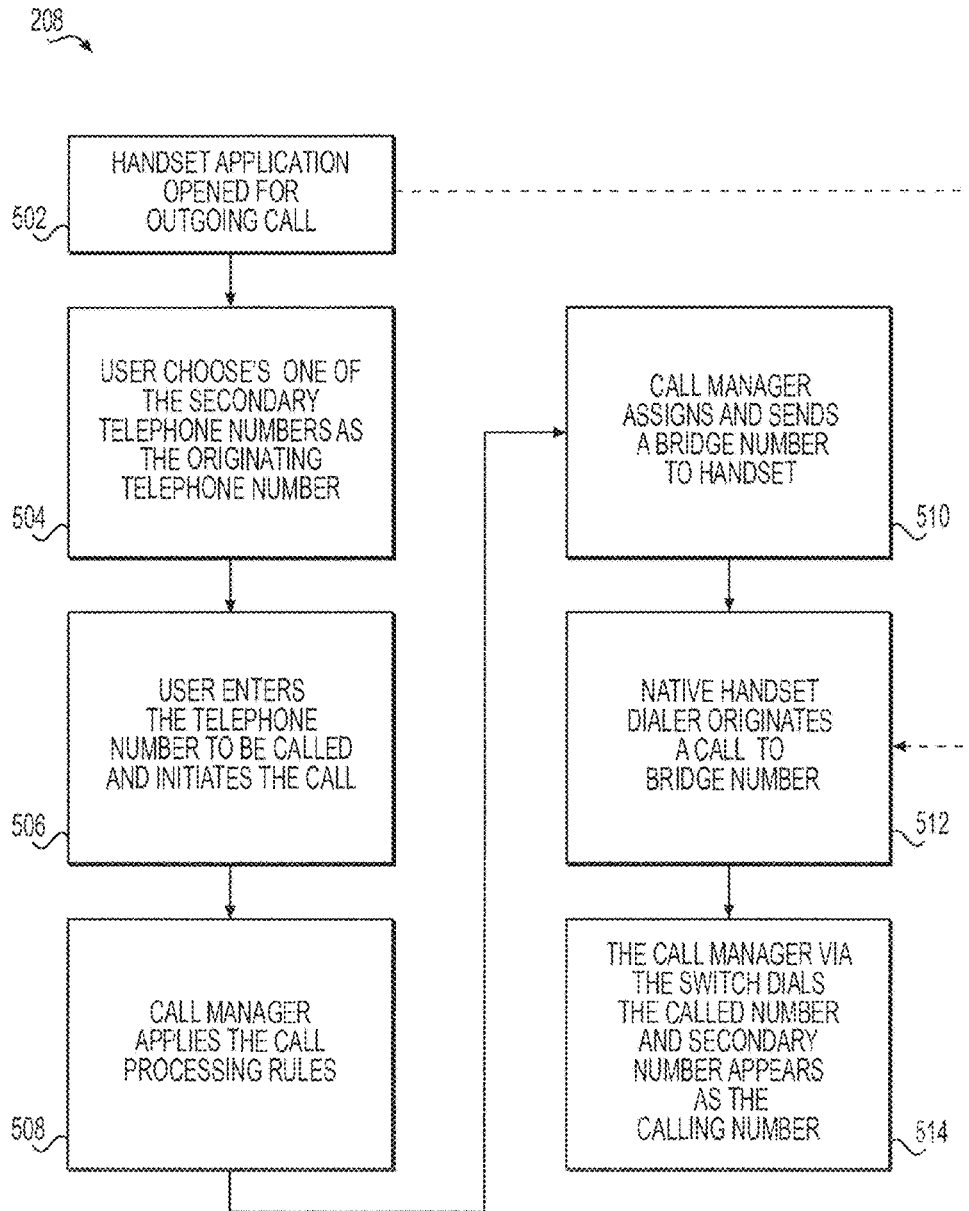 208
HANDSET APPLICATION
OPENED FOR
OUTGOING CALL
502
USER CHOOSE'S ONE OF
THE SECONDARY
TELEPHONE NUMBERS AS
THE ORIGINATING
TELEPHONE NUMBER
504
USER ENTERS
THE TELEPHONE
NUMBER TO BE CALLED
AND INITIATES THE CALL
506
CALL MANAGER
APPLIES THE CALL
PROCESSING RULES
508
CALL MANAGER
ASSIGNS AND SENDS
A BRIDGE NUMBER
TO HANDSET
510
NATIVE HANDSET
DIALER ORIGINATES
A CALL TO
BRIDGE NUMBER
512
THE CALL MANAGER VIA
THE SWITCH DIALS
THE CALLED NUMBER
AND SECONDARY
NUMBER APPEARS
AS THE
CALLING NUMBER
514